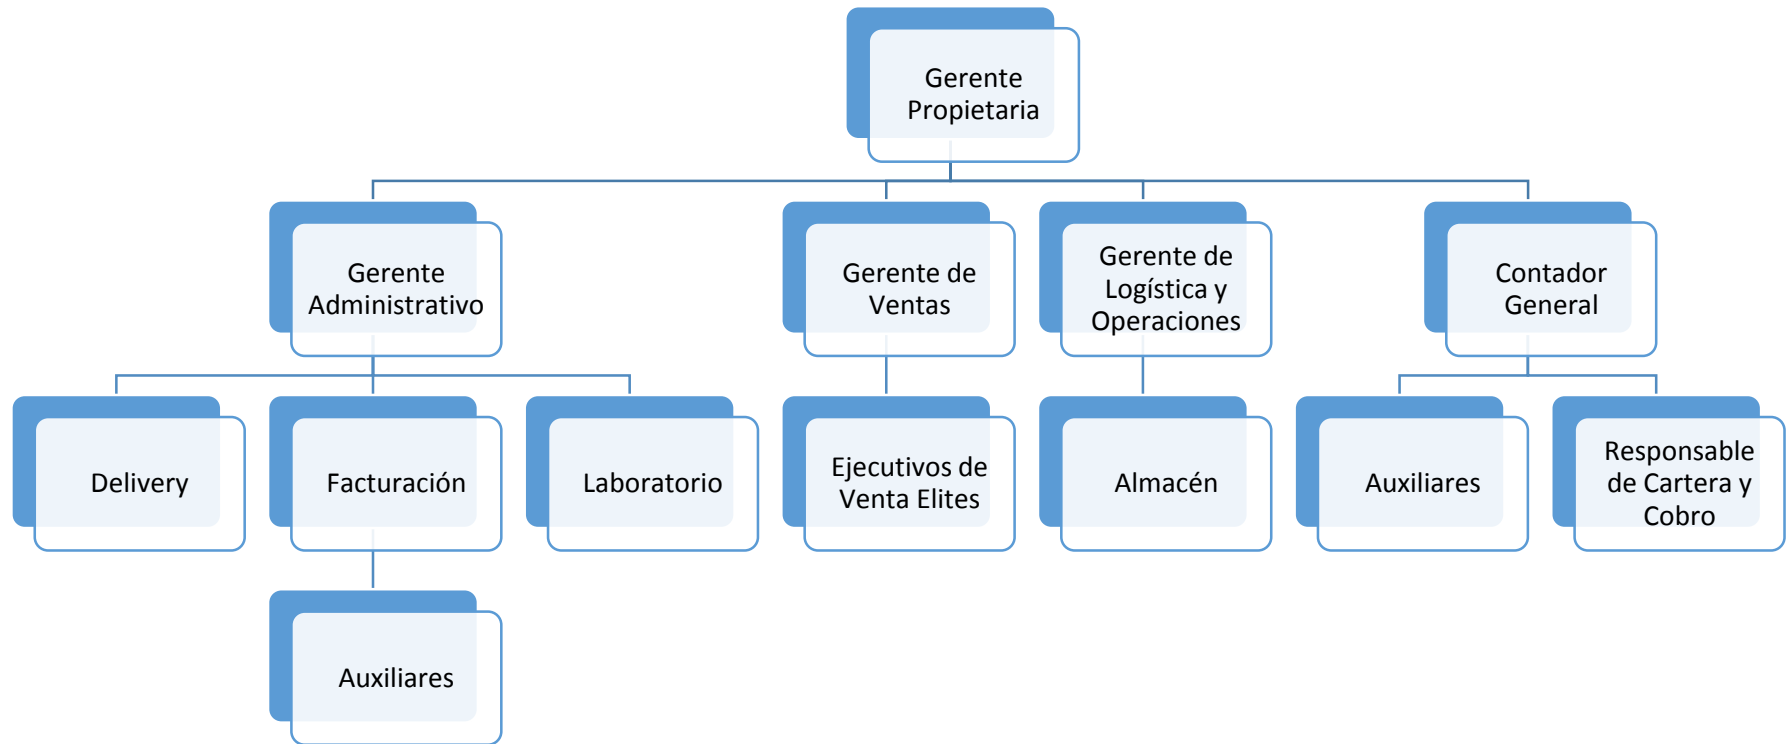 Gerente
Propietaria
Gerente
Administrativo
Gerente de
Ventas
Gerente de
Logística y
Operaciones
Contador
General
Delivery
Facturación
Laboratorio
Ejecutivos de
Venta Elites
Almacén
Auxiliares
Responsable
de Cartera y
Cobro
Auxiliares